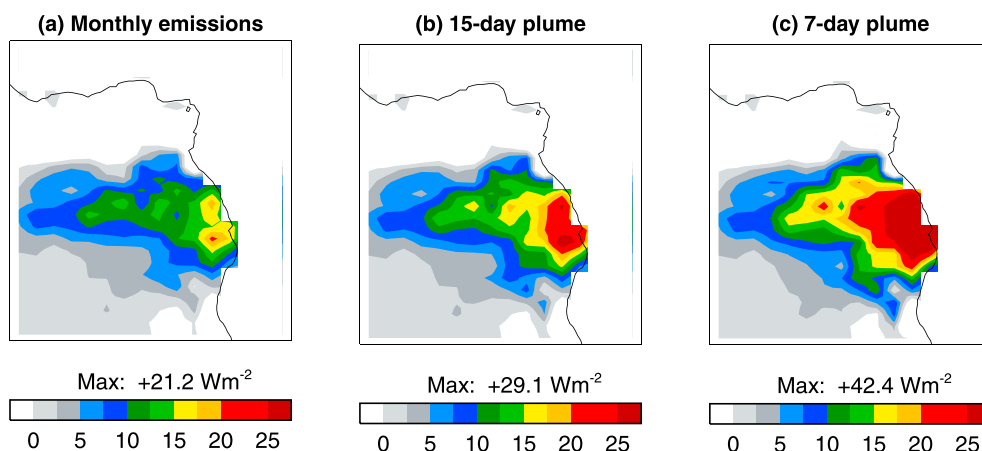 (a) Monthly emissions
(b) 15-day plume
(c) 7-day plume
Max: +21.2 Wm-2
Max: +29.1 Wm-2
Max: +42.4 Wm-2
0 5 10 15 20 25
0 5 10 15 20 25
0 5 10 15 20 25